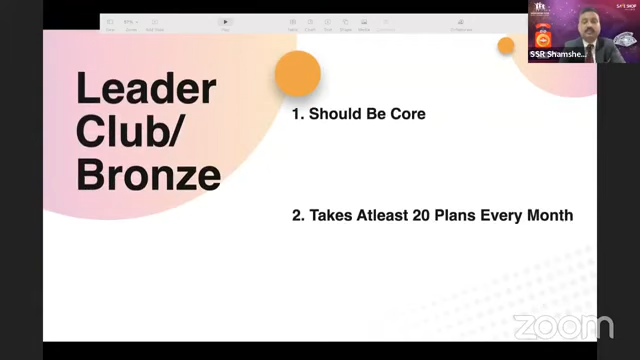 Leader
Club/
Bronze
1. Should Be Core
2. Takes Atleast 20 Plans Every Month
SSR Shamshe...
zoom